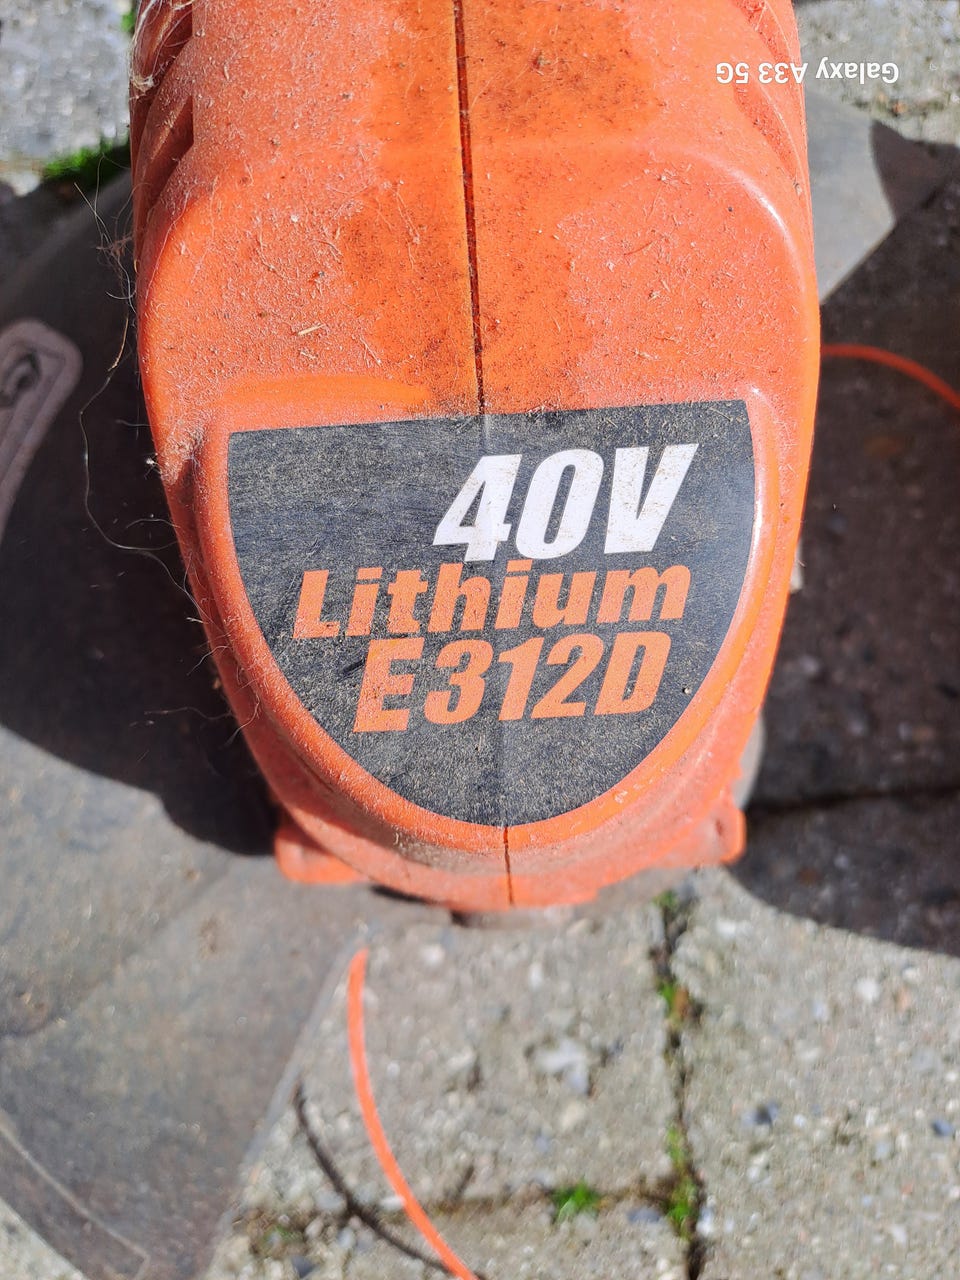 Galaxy A33 5G
40V
Lithium
E312D